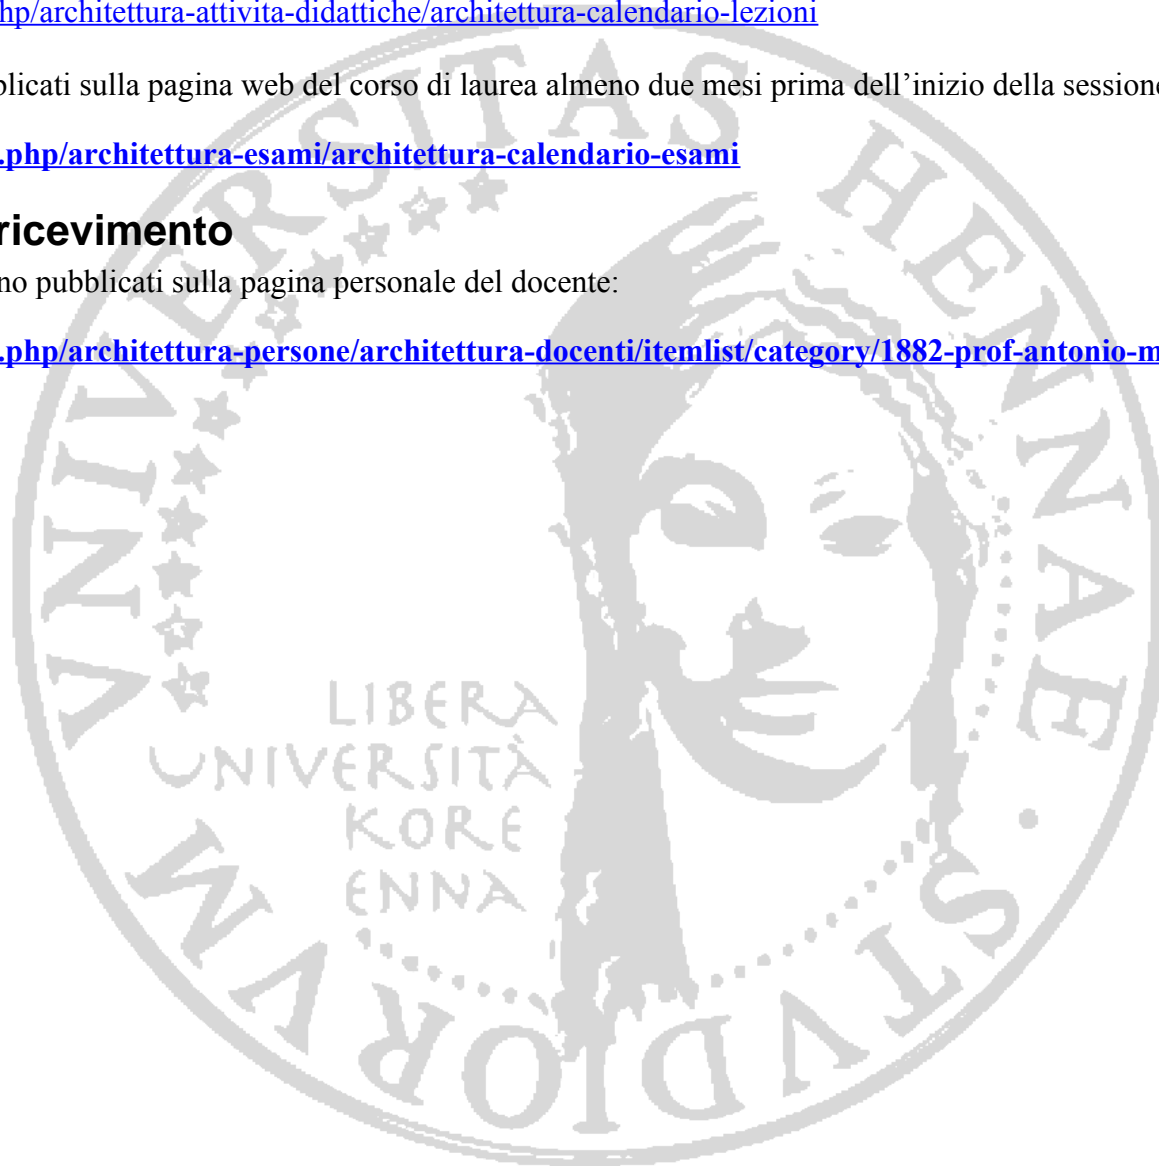 hp/architettura-attivita-didattiche/architettura-calendario-lezioni
blicati sulla pagina web del corso di laurea almeno due mesi prima dell’inizio della sessione
.php/architettura-esami/architettura-calendario-esami
ricevimento
no pubblicati sulla pagina personale del docente:
.php/architettura-persone/architettura-docenti/itemlist/category/1882-prof-antonio-m
VNIVERSITAS HENNAE · STVDIORVM
LIBERA
UNIVERSITÀ
KORE
ENNA